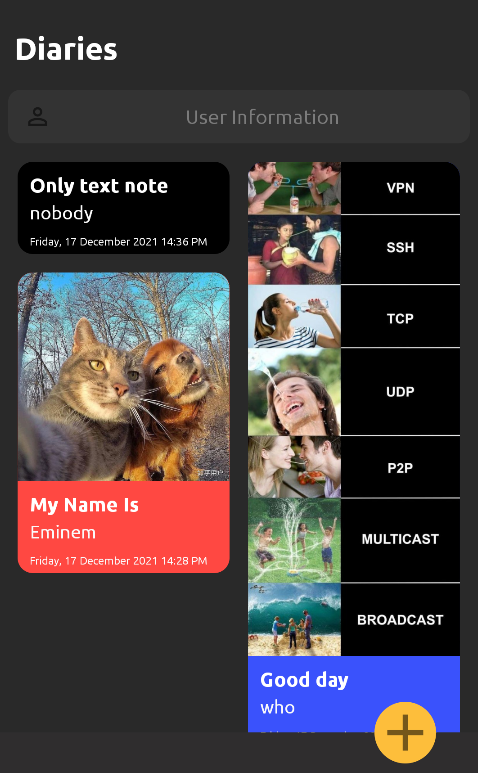 Diaries
User Information
Only text note
nobody
Friday, 17 December 2021 14:36 PM
My Name Is
Eminem
Friday, 17 December 2021 14:28 PM
VPN
SSH
TCP
UDP
P2P
MULTICAST
BROADCAST
Good day
who